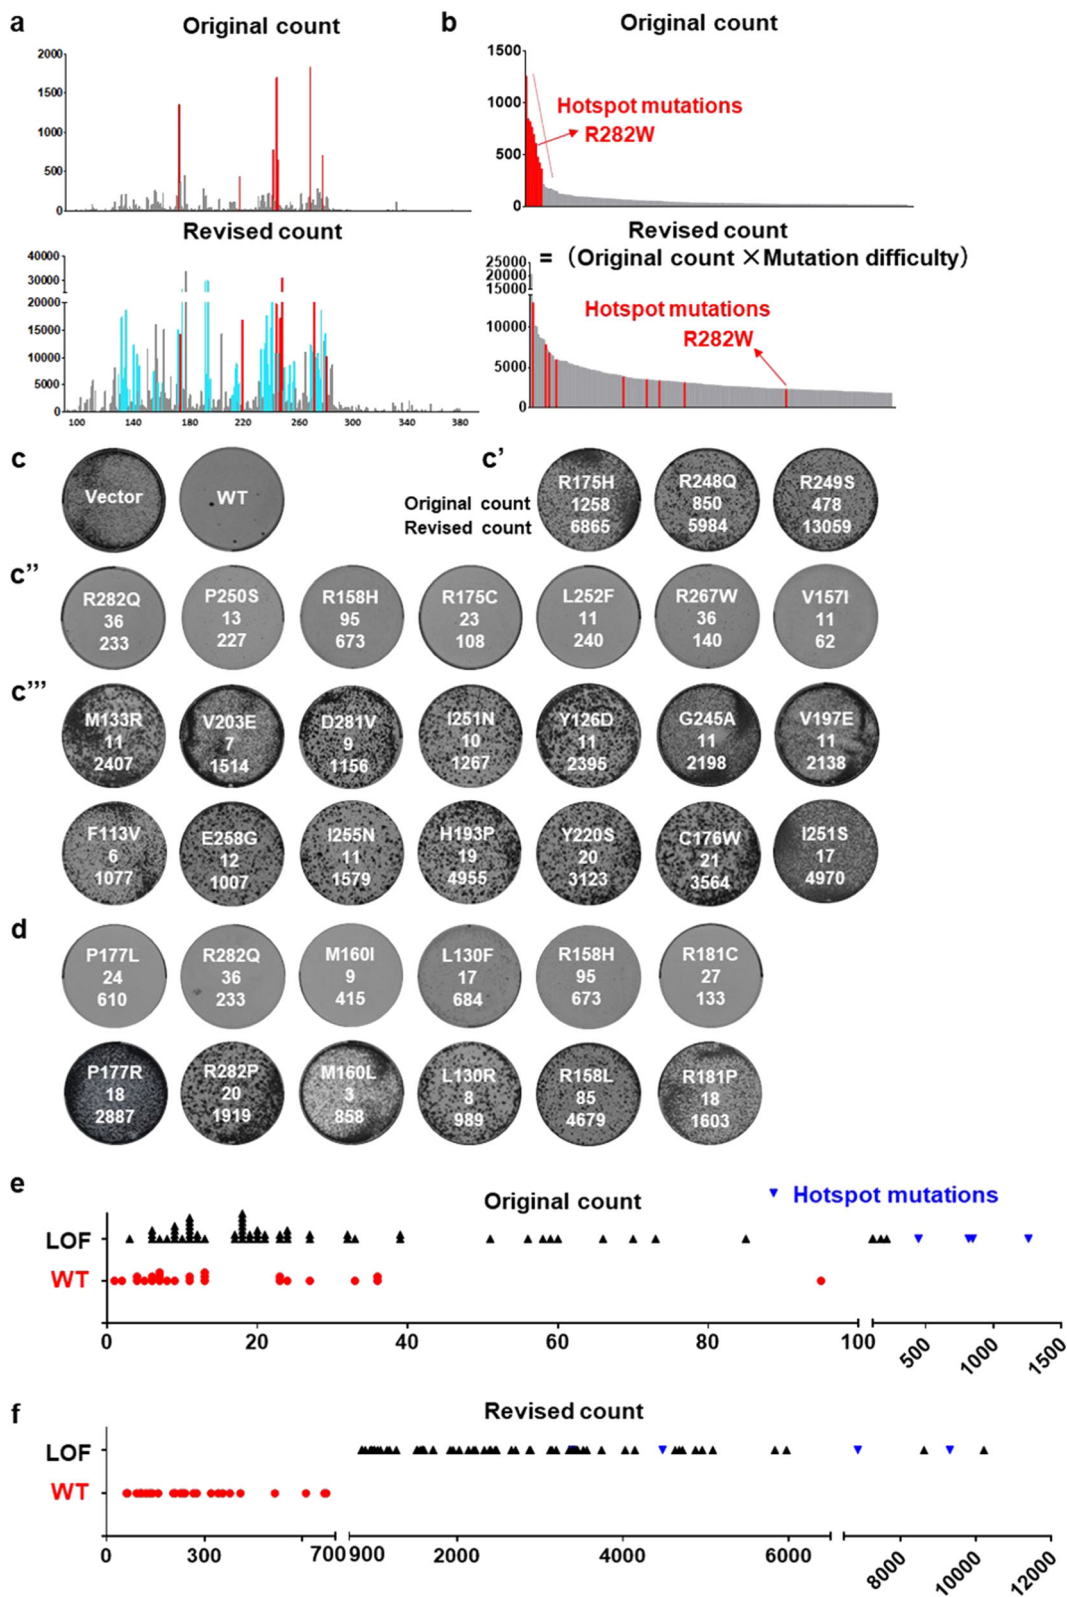 a
Original count
2000
1500
1000
500
0
Revised count
40000
30000
20000
15000
10000
5000
0
100 140 180 220 260 300 340 380
b
Original count
1500
1000
500
0
Hotspot mutations
R282W
Revised count
= (Original count ×Mutation difficulty)
25000
20000
15000
10000
5000
0
Hotspot mutations
R282W
c
Vector
WT
c'
Original count
Revised count
R175H
1258
6865
R248Q
850
5984
R249S
478
13059
c''
R282Q
36
233
P250S
13
227
R158H
95
673
R175C
23
108
L252F
11
240
R267W
36
140
V157I
11
62
c'''
M133R
11
2407
V203E
7
1514
D281V
9
1156
I251N
10
1267
Y126D
11
2395
G245A
11
2198
V197E
11
2138
F113V
6
1077
E258G
12
1007
I255N
11
1579
H193P
19
4955
Y220S
20
3123
C176W
21
3564
I251S
17
4970
d
P177L
24
610
R282Q
36
233
M160I
9
415
L130F
17
684
R158H
95
673
R181C
27
133
P177R
18
2887
R282P
20
1919
M160L
3
858
L130R
8
989
R158L
85
4679
R181P
18
1603
e
Original count
Hotspot mutations
LOF
WT
0 20 40 60 80 100 500 1000 1500
f
Revised count
LOF
WT
0 300 700 900 2000 4000 6000 8000 10000 12000